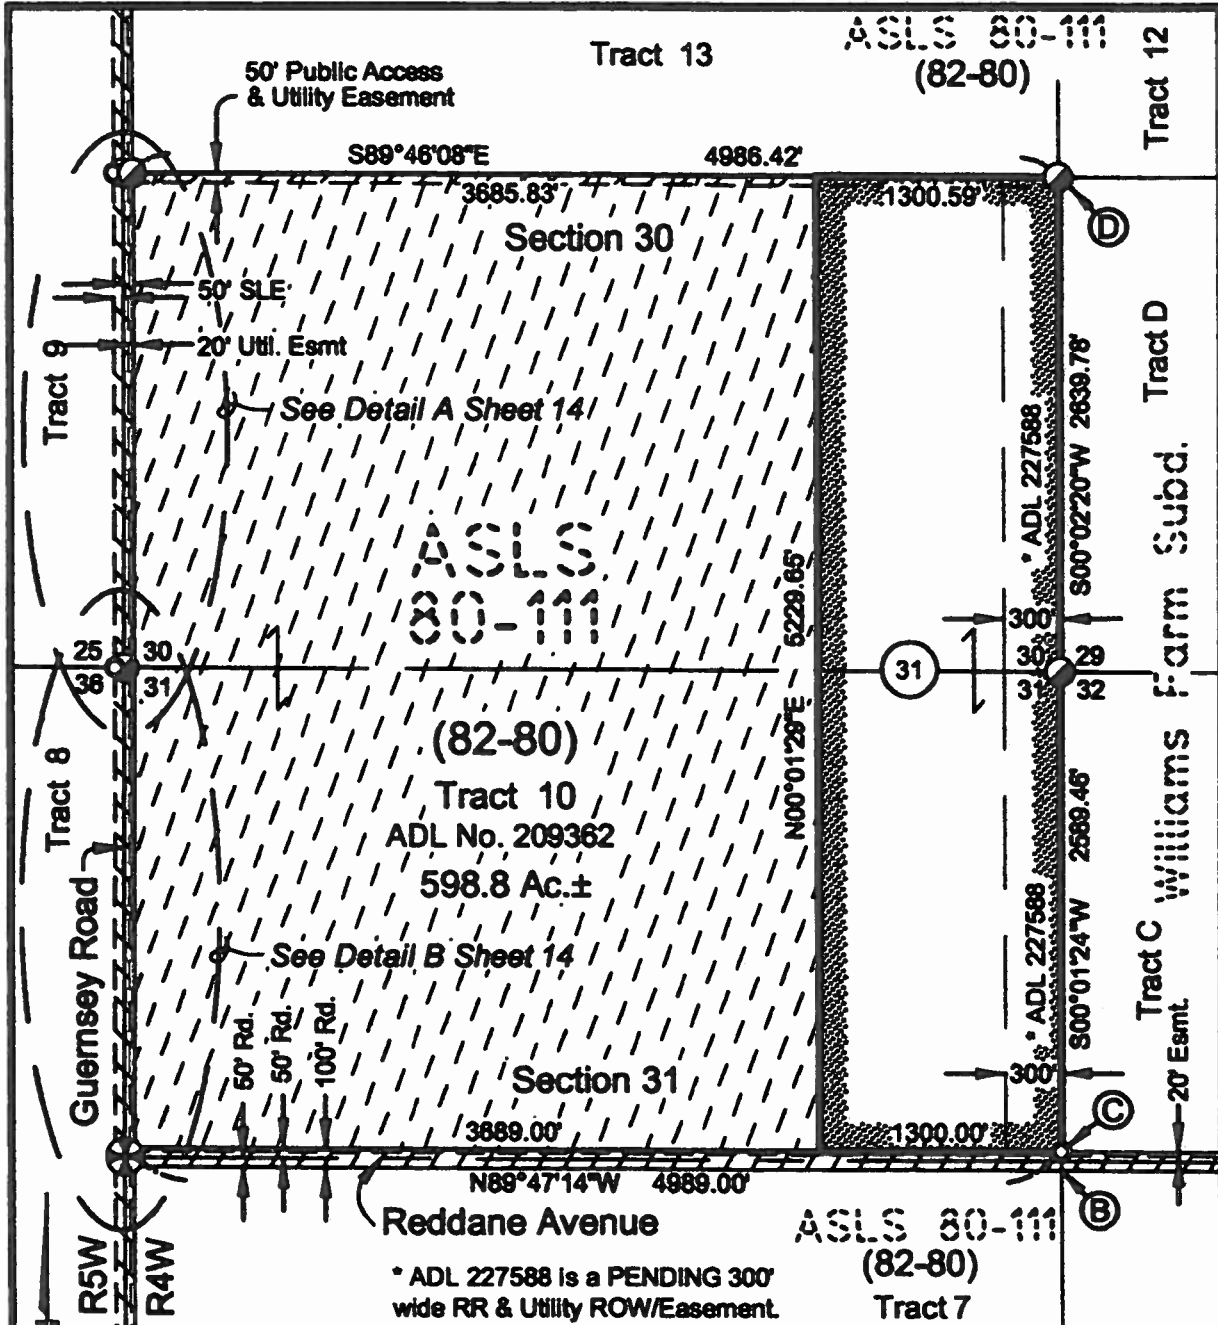 Tract 13
ASLS 80-111
(82-80)
Tract 12
50' Public Access
& Utility Easement
S89°46'08"E
4986.42'
3685.83'
1300.59'
D
Section 30
50' SLE
20' Util. Esmt
Tract 9
See Detail A Sheet 14
Tract D
* ADL 227588
S00°02'20"W 2639.78'
ASLS
80-111
N00°01'29"E 5229.65'
300'
25
30
36
31
31
30
29
31
32
Williams Farm Subd.
(82-80)
Tract 10
ADL No. 209362
598.8 Ac.±
Tract 8
Guernsey Road
See Detail B Sheet 14
* ADL 227588
S00°01'24"W 2589.46'
Tract C
50' Rd.
50' Rd.
100' Rd.
Section 31
300'
20' Esmt.
3689.00'
1300.00'
C
N89°47'14"W 4989.00'
B
Reddane Avenue
ASLS 80-111
(82-80)
Tract 7
R5W
R4W
* ADL 227588 is a PENDING 300'
wide RR & Utility ROW/Easement.